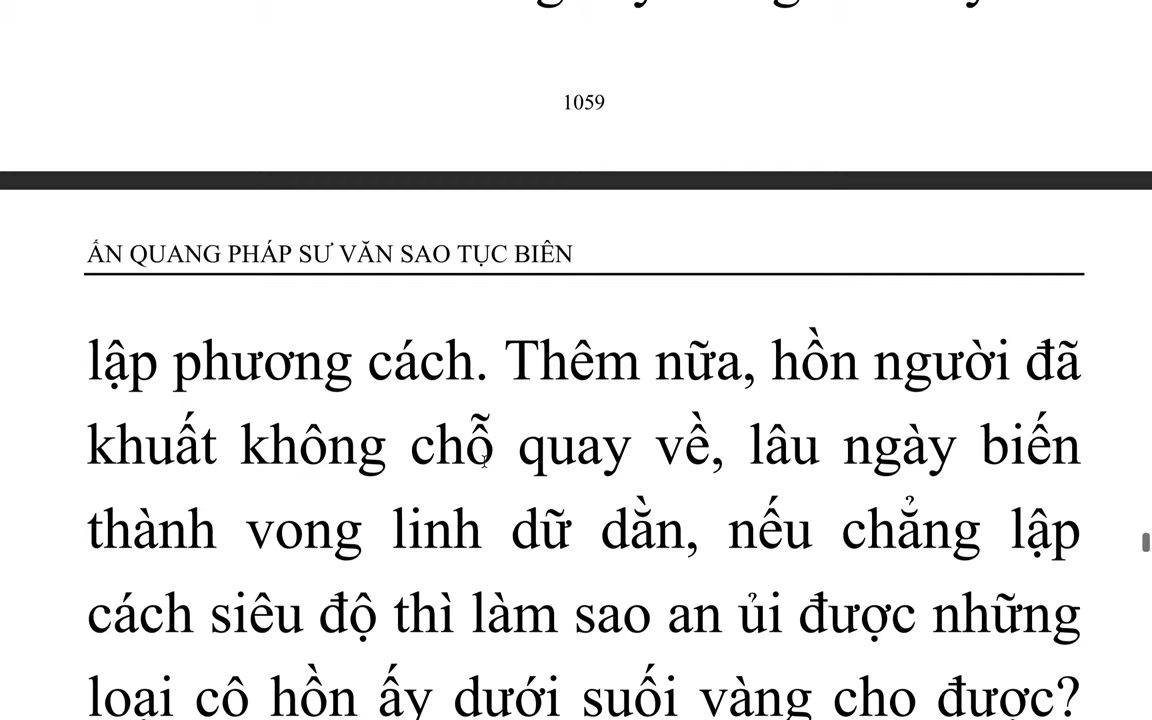 1059
ẤN QUANG PHÁP SƯ VĂN SAO TỤC BIÊN
lập phương cách. Thêm nữa, hồn người đã
khuất không chỗ quay về, lâu ngày biến
thành vong linh dữ dằn, nếu chẳng lập
cách siêu độ thì làm sao an ủi được những
loại cô hồn ấy dưới suối vàng cho được?